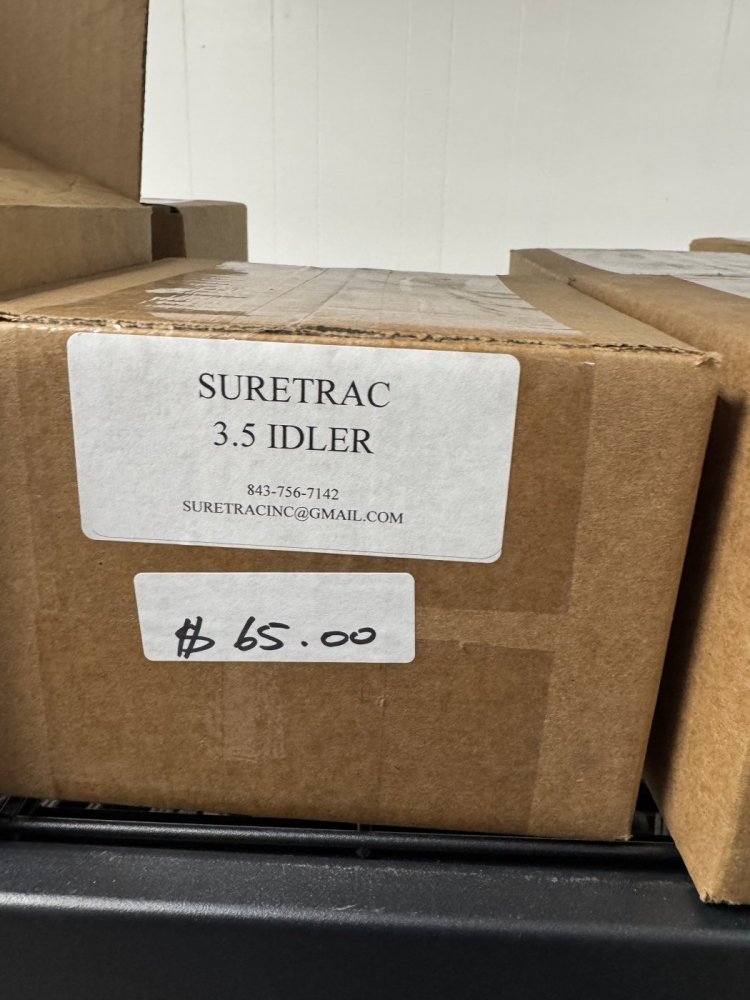 SURETRAC
3.5 IDLER
843-756-7142
SURETRACINC@GMAIL.COM
$ 65.00